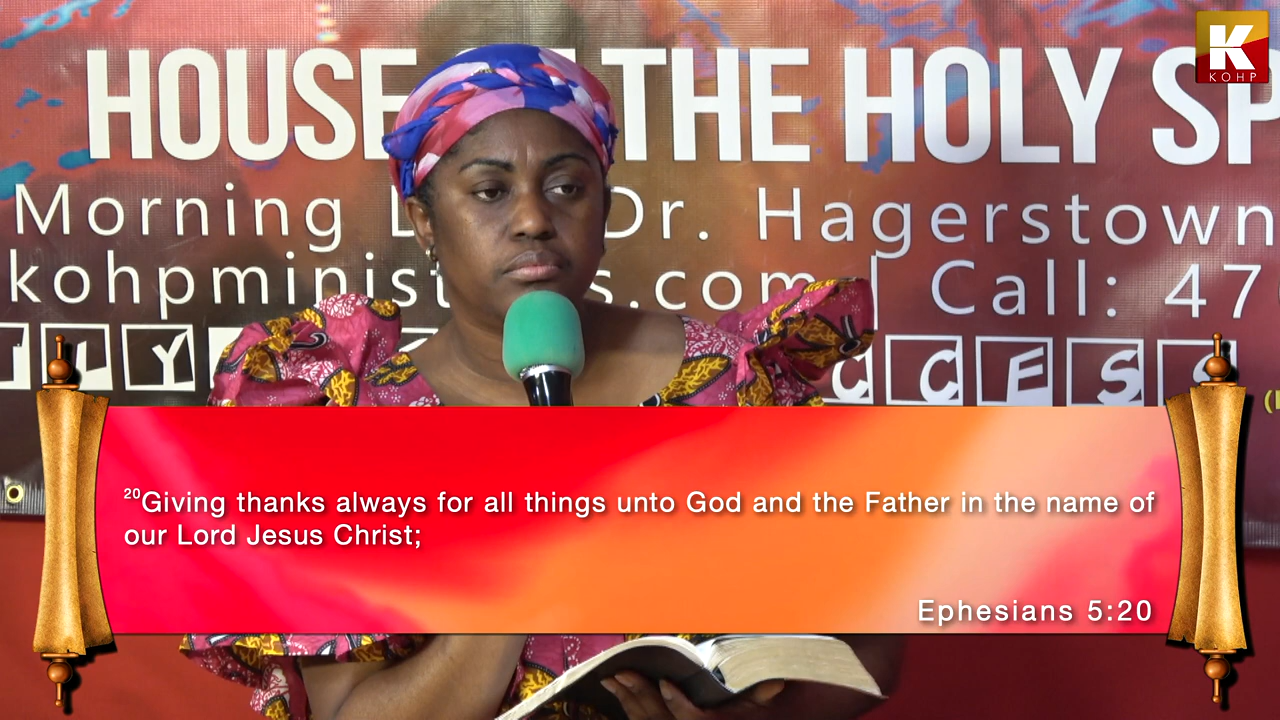 K
KOHP
HOUSE THE HOLY SP
Morning Dr. Hagerstown
kohpminist s.com | Call: 47
20Giving thanks always for all things unto God and the Father in the name of
our Lord Jesus Christ;
Ephesians 5:20